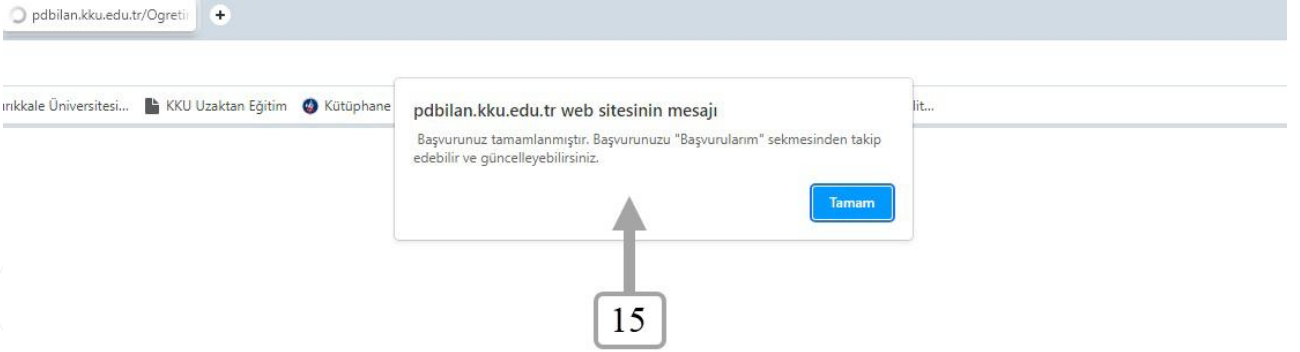 pdbilan.kku.edu.tr/Ogreti
ırıkkale Üniversitesi... KKU Uzaktan Eğitim Kütüphane lit...
pdbilan.kku.edu.tr web sitesinin mesajı
Başvurunuz tamamlanmıştır. Başvurunuzu "Başvurularım" sekmesinden takip
edebilir ve güncelleyebilirsiniz.
Tamam
15